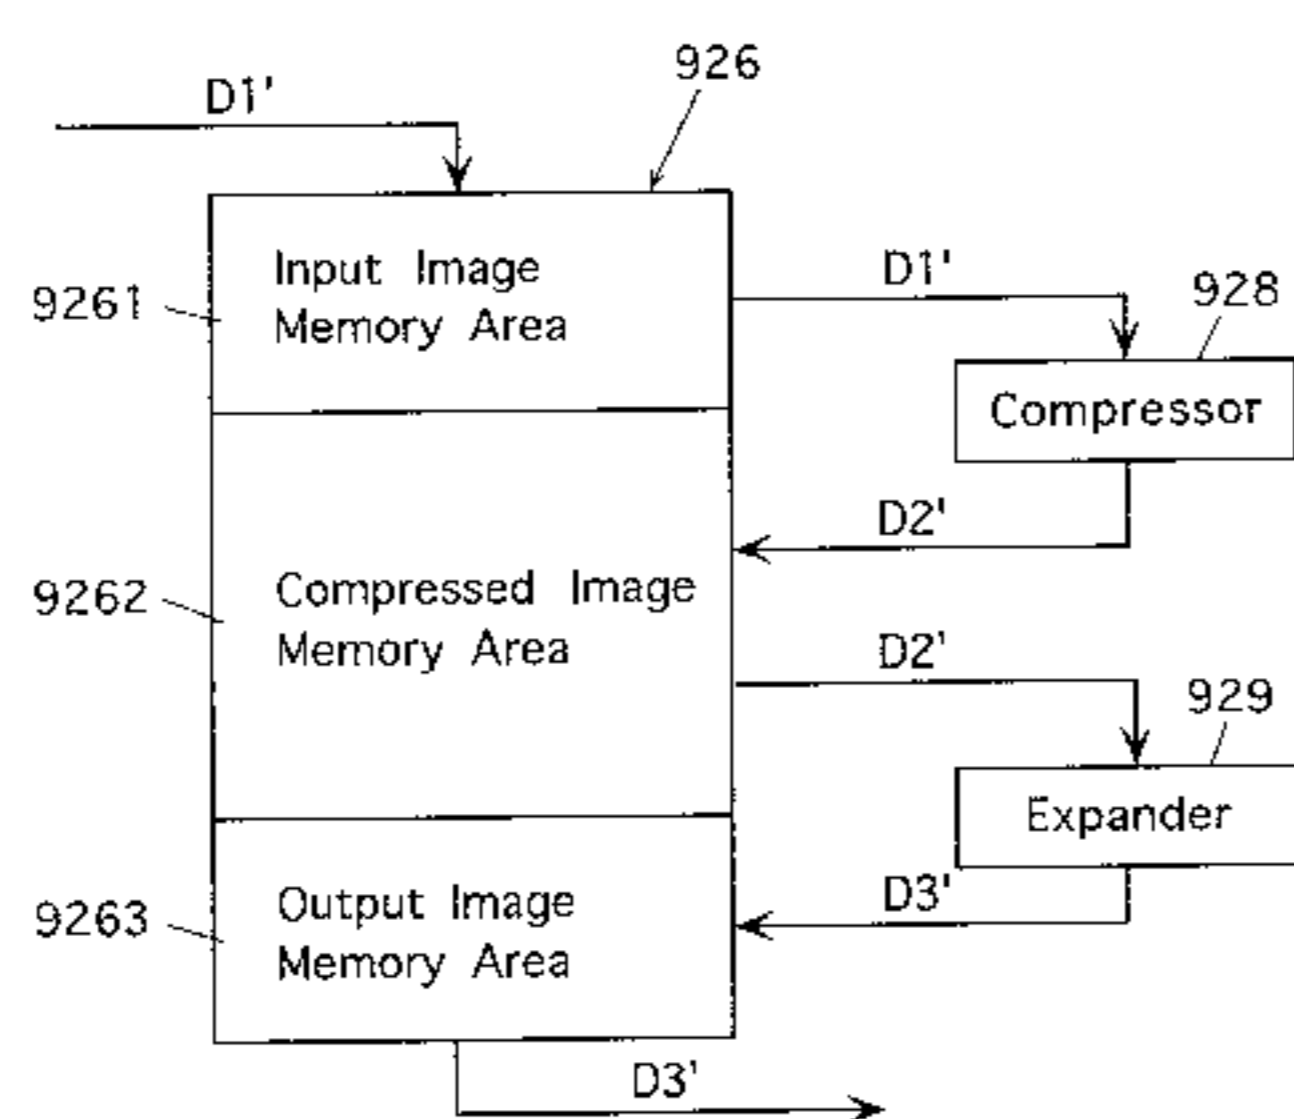 926
D1'
Input Image
Memory Area
9261
D1'
928
Compressor
D2'
9262
Compressed Image
Memory Area
D2'
929
Expander
D3'
9263
Output Image
Memory Area
D3'